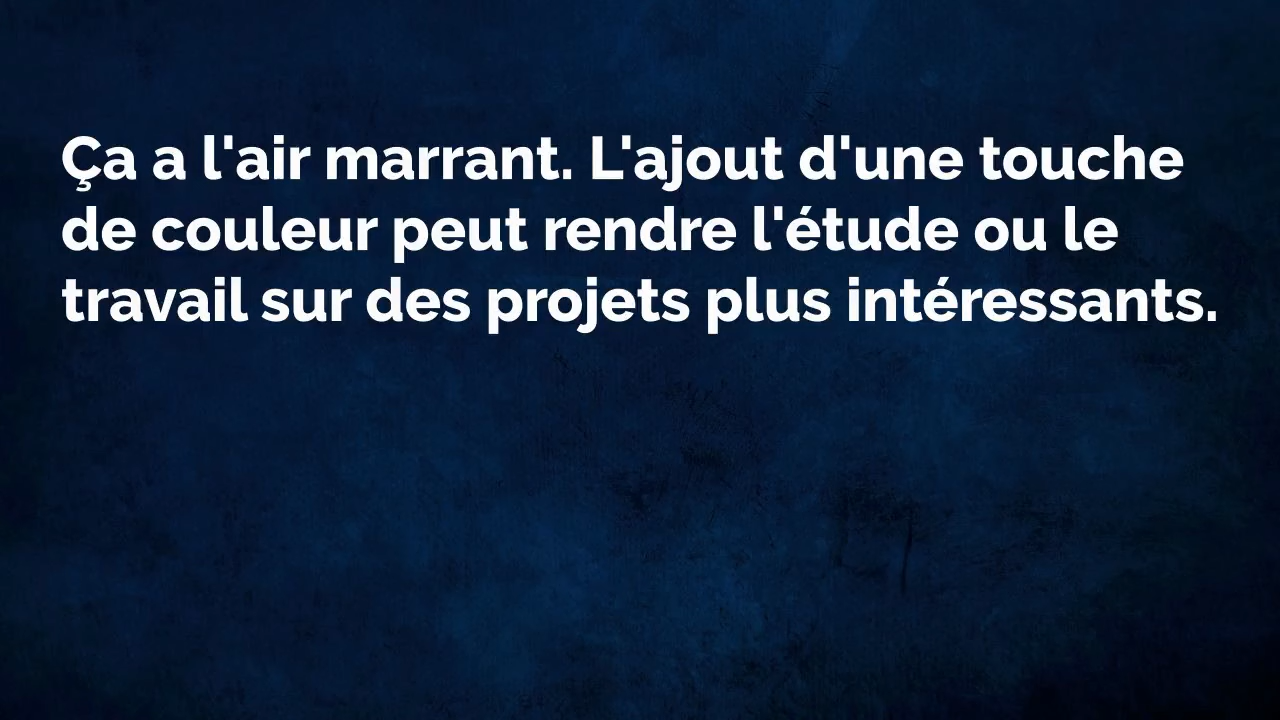 Ça a l'air marrant. L'ajout d'une touche
de couleur peut rendre l'étude ou le
travail sur des projets plus intéressants.